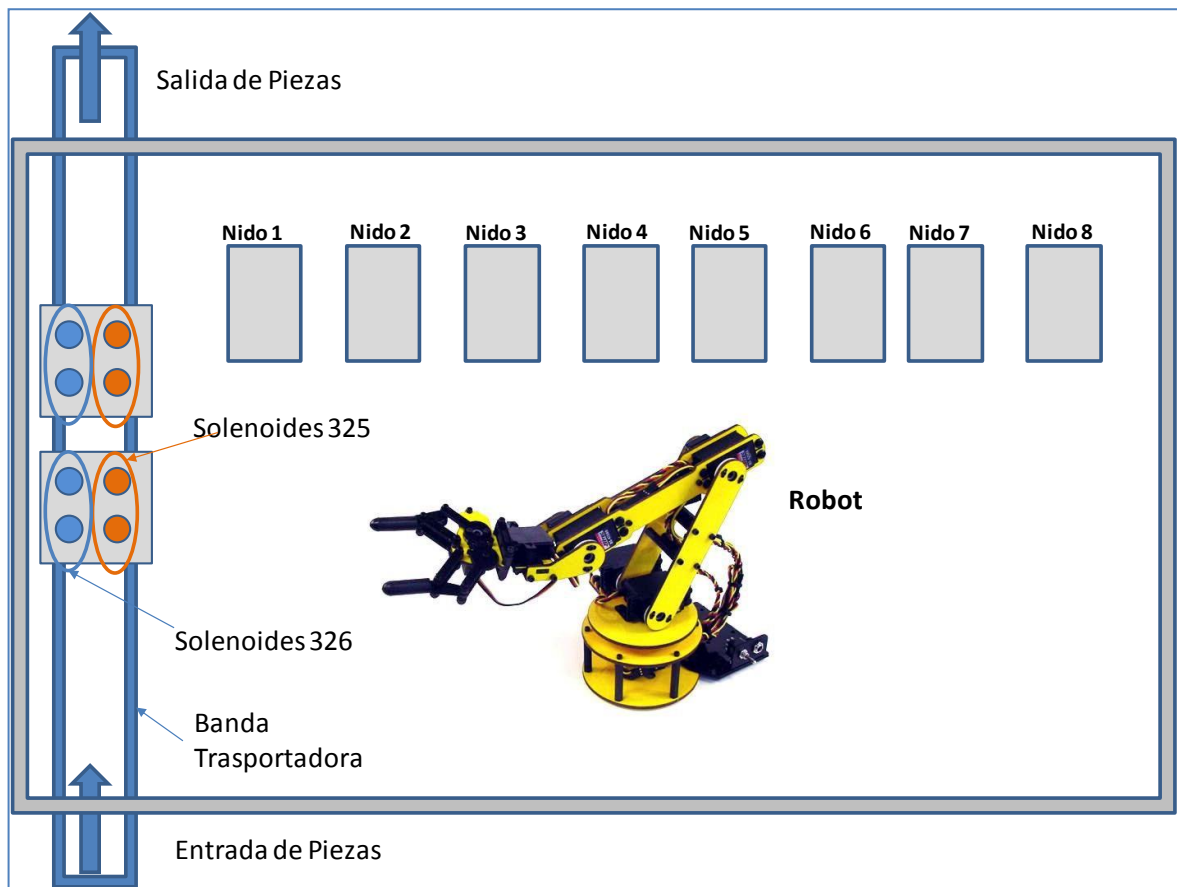 Salida de Piezas
Nido 1 Nido 2 Nido 3 Nido 4 Nido 5 Nido 6 Nido 7 Nido 8
Solenoides 325
Robot
Solenoides 326
Banda
Trasportadora
Entrada de Piezas